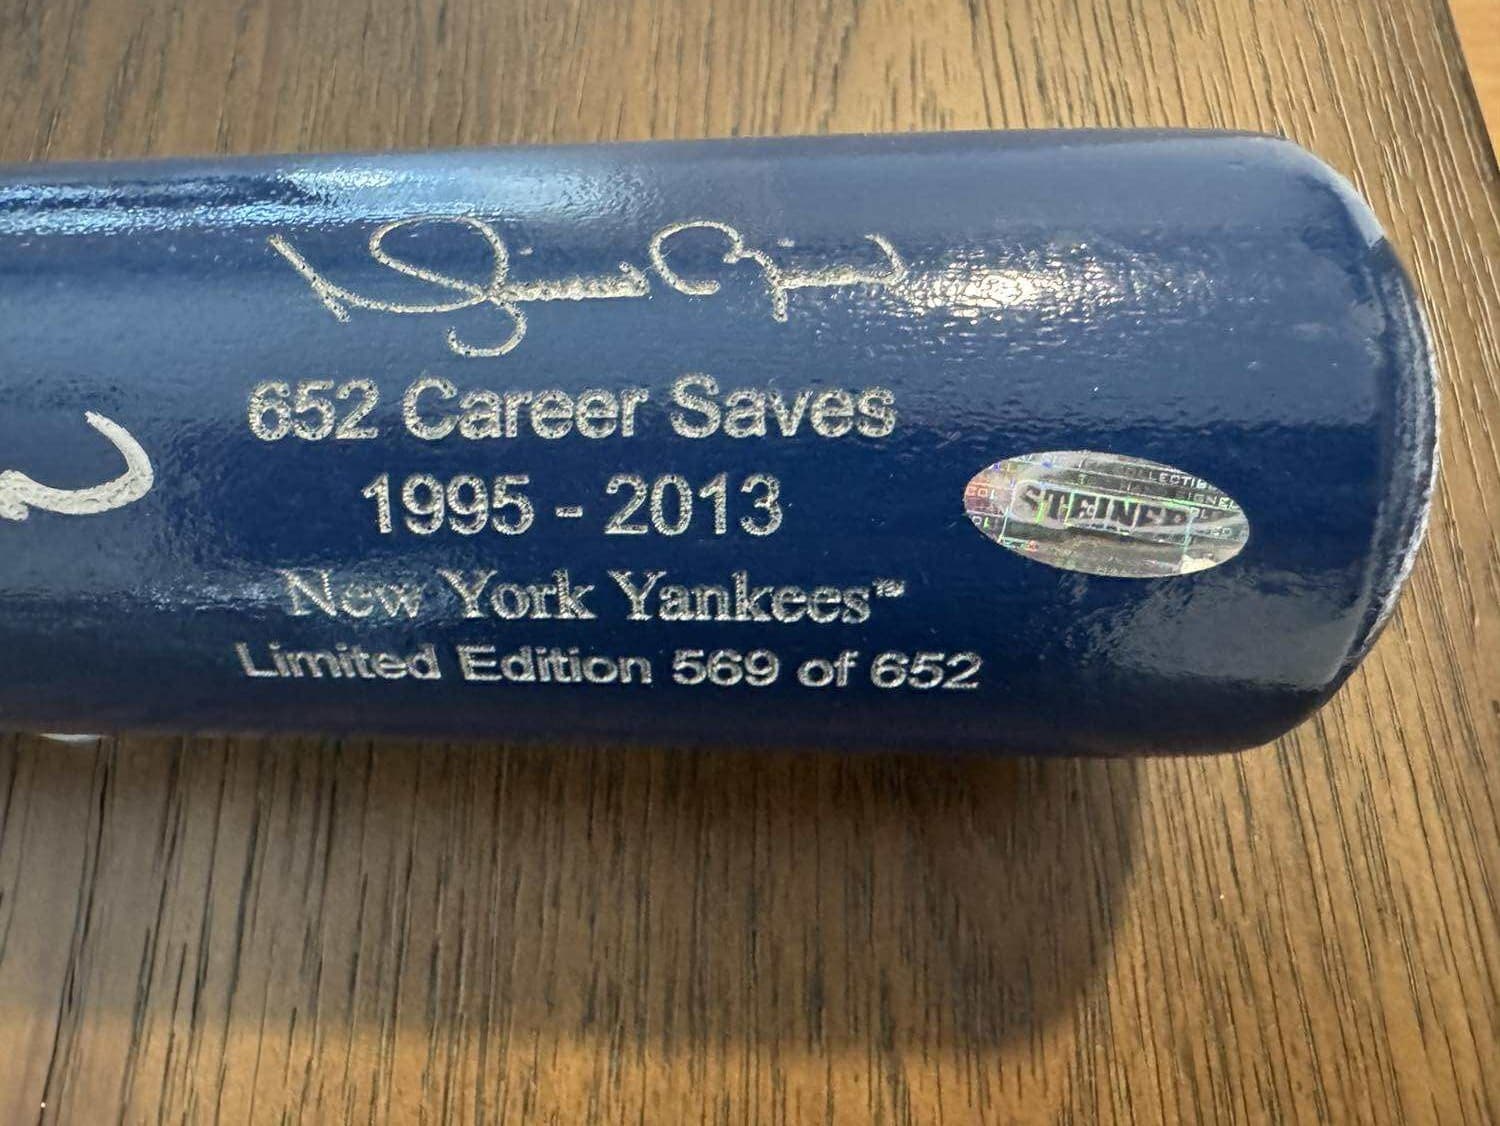 652 Career Saves
1995 - 2013
New York Yankees™
Limited Edition 569 of 652
STEINER